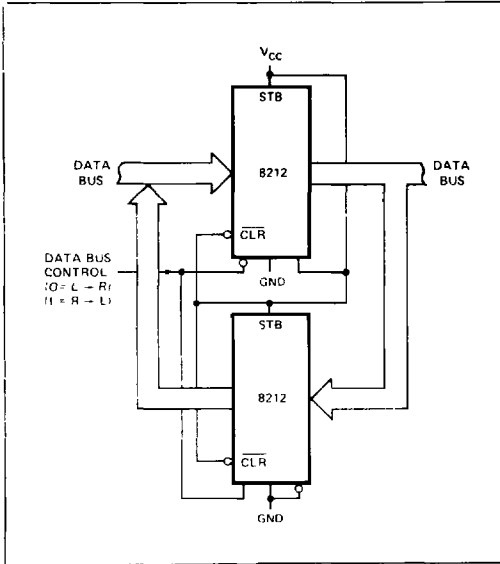 VCC
STB
DATA BUS
8212
DATA BUS
CLR
GND
DATA BUS CONTROL
(0 = L → R)
(1 = R → L)
STB
8212
CLR
GND